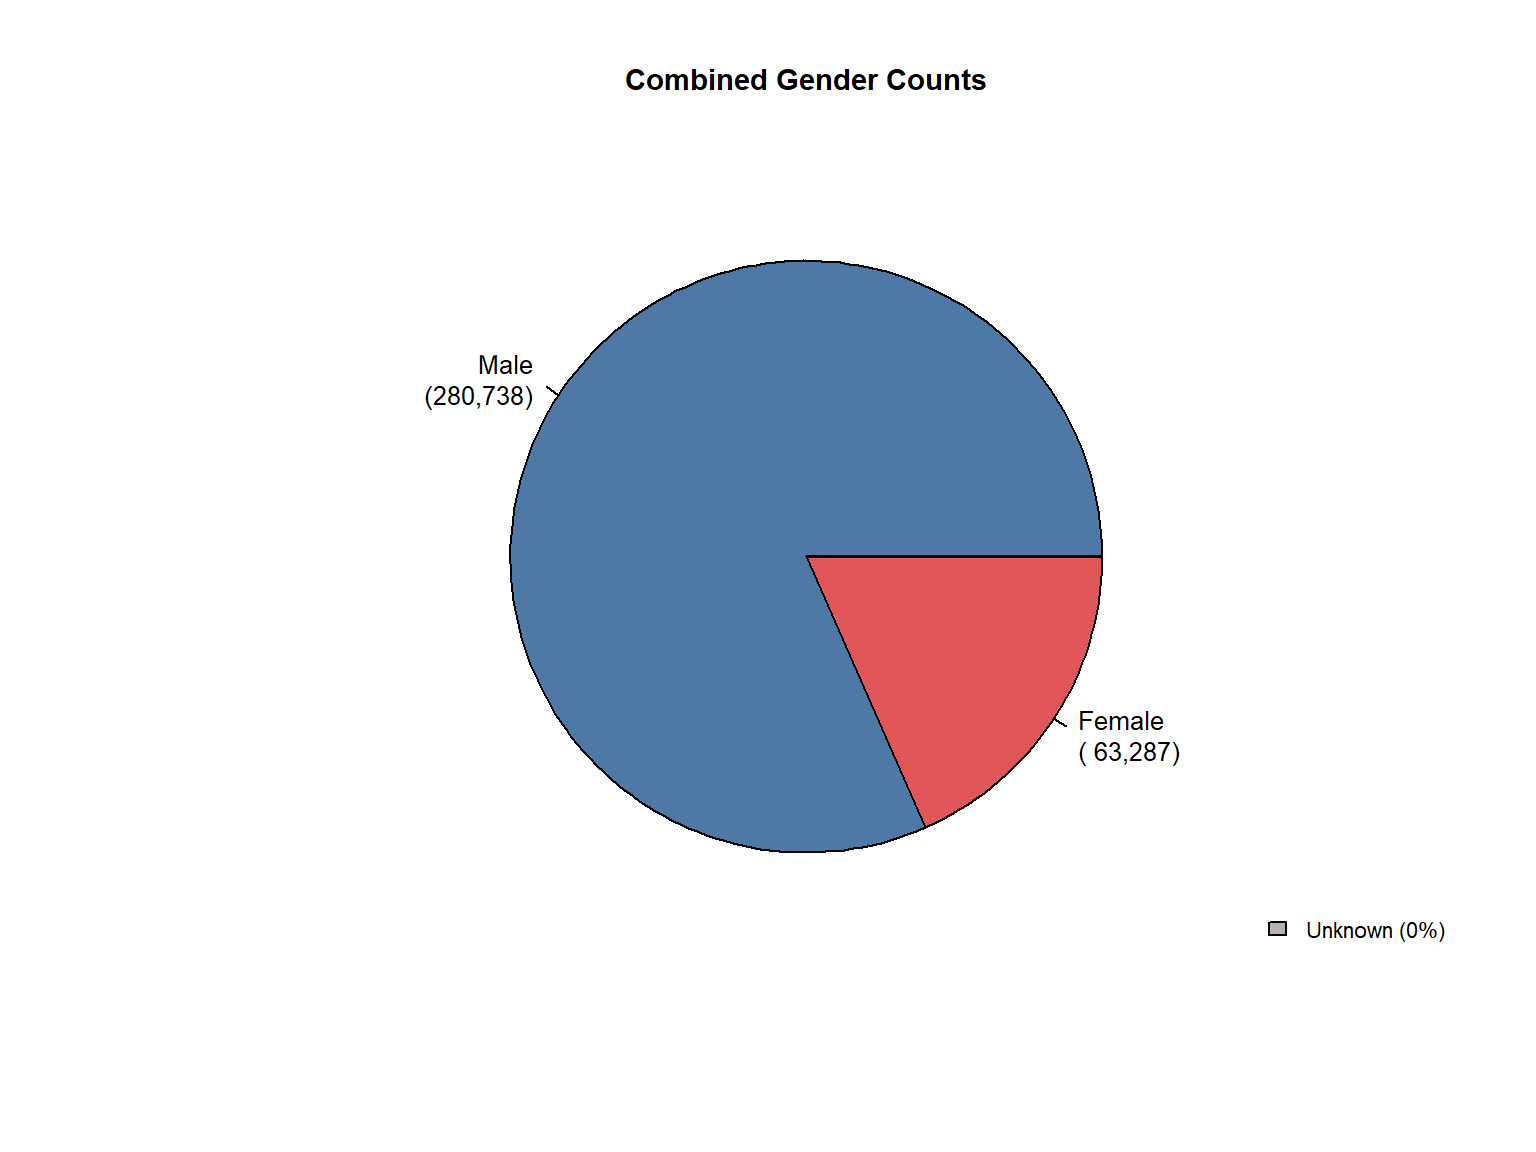 Combined Gender Counts
Male
(280,738)
Female
( 63,287)
Unknown (0%)